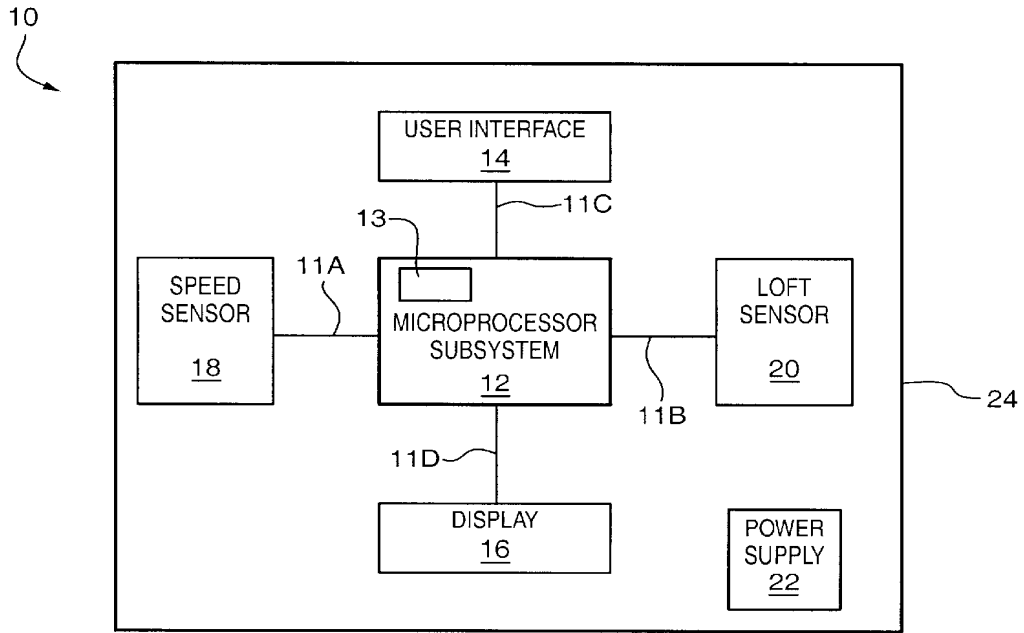 10
USER INTERFACE
14
11C
13
SPEED
SENSOR
18
11A
MICROPROCESSOR
SUBSYSTEM
12
11B
LOFT
SENSOR
20
24
11D
DISPLAY
16
POWER
SUPPLY
22